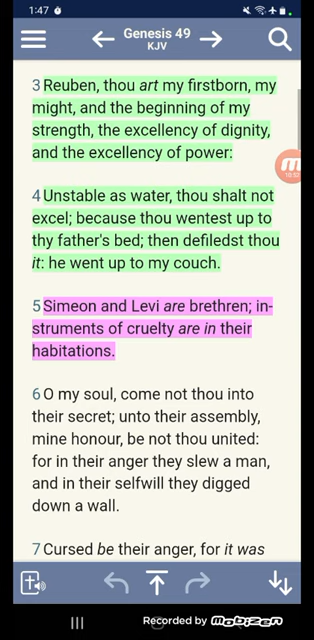 1:47
Genesis 49
KJV
3 Reuben, thou art my firstborn, my
might, and the beginning of my
strength, the excellency of dignity,
and the excellency of power:
4 Unstable as water, thou shalt not
excel; because thou wentest up to
thy father's bed; then defiledst thou
it: he went up to my couch.
5 Simeon and Levi are brethren; in-
struments of cruelty are in their
habitations.
6 O my soul, come not thou into
their secret; unto their assembly,
mine honour, be not thou united:
for in their anger they slew a man,
and in their selfwill they digged
down a wall.
7 Cursed be their anger, for it was
Recorded by mobizen